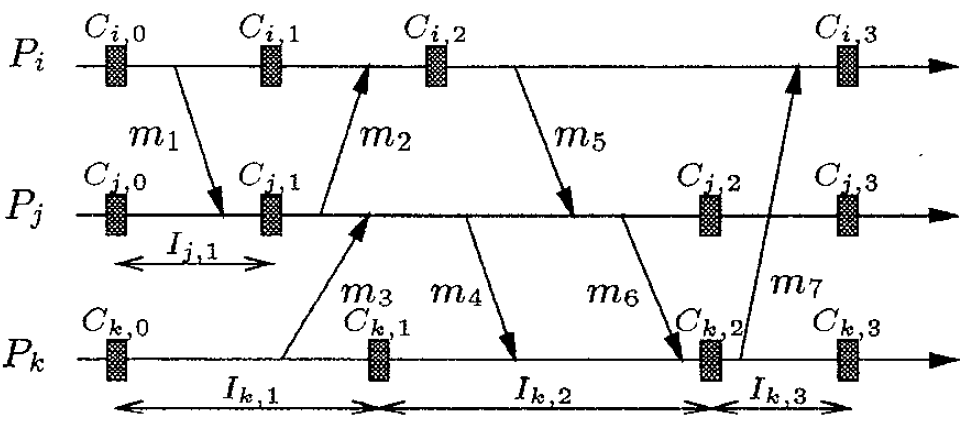 C_{i,0} C_{i,1} C_{i,2} C_{i,3}
P_i
m_1 m_2 m_5
C_{j,0} C_{j,1} C_{j,2} C_{j,3}
P_j
I_{j,1}
m_3 m_4 m_6 m_7
C_{k,0} C_{k,1} C_{k,2} C_{k,3}
P_k
I_{k,1} I_{k,2} I_{k,3}